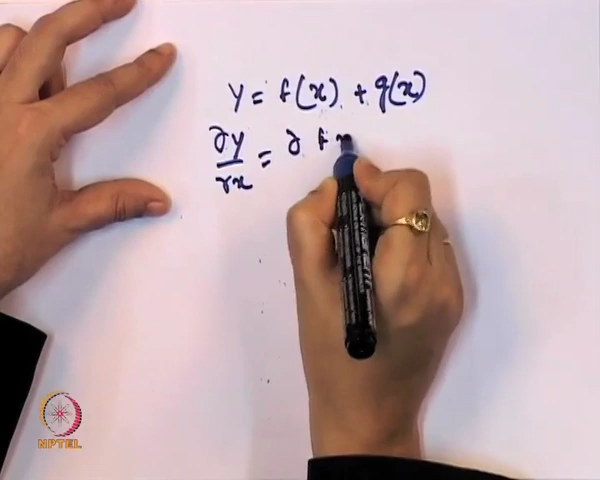 y = f(x) + g(x)
∂y/∂x = ∂ f x
NPTEL